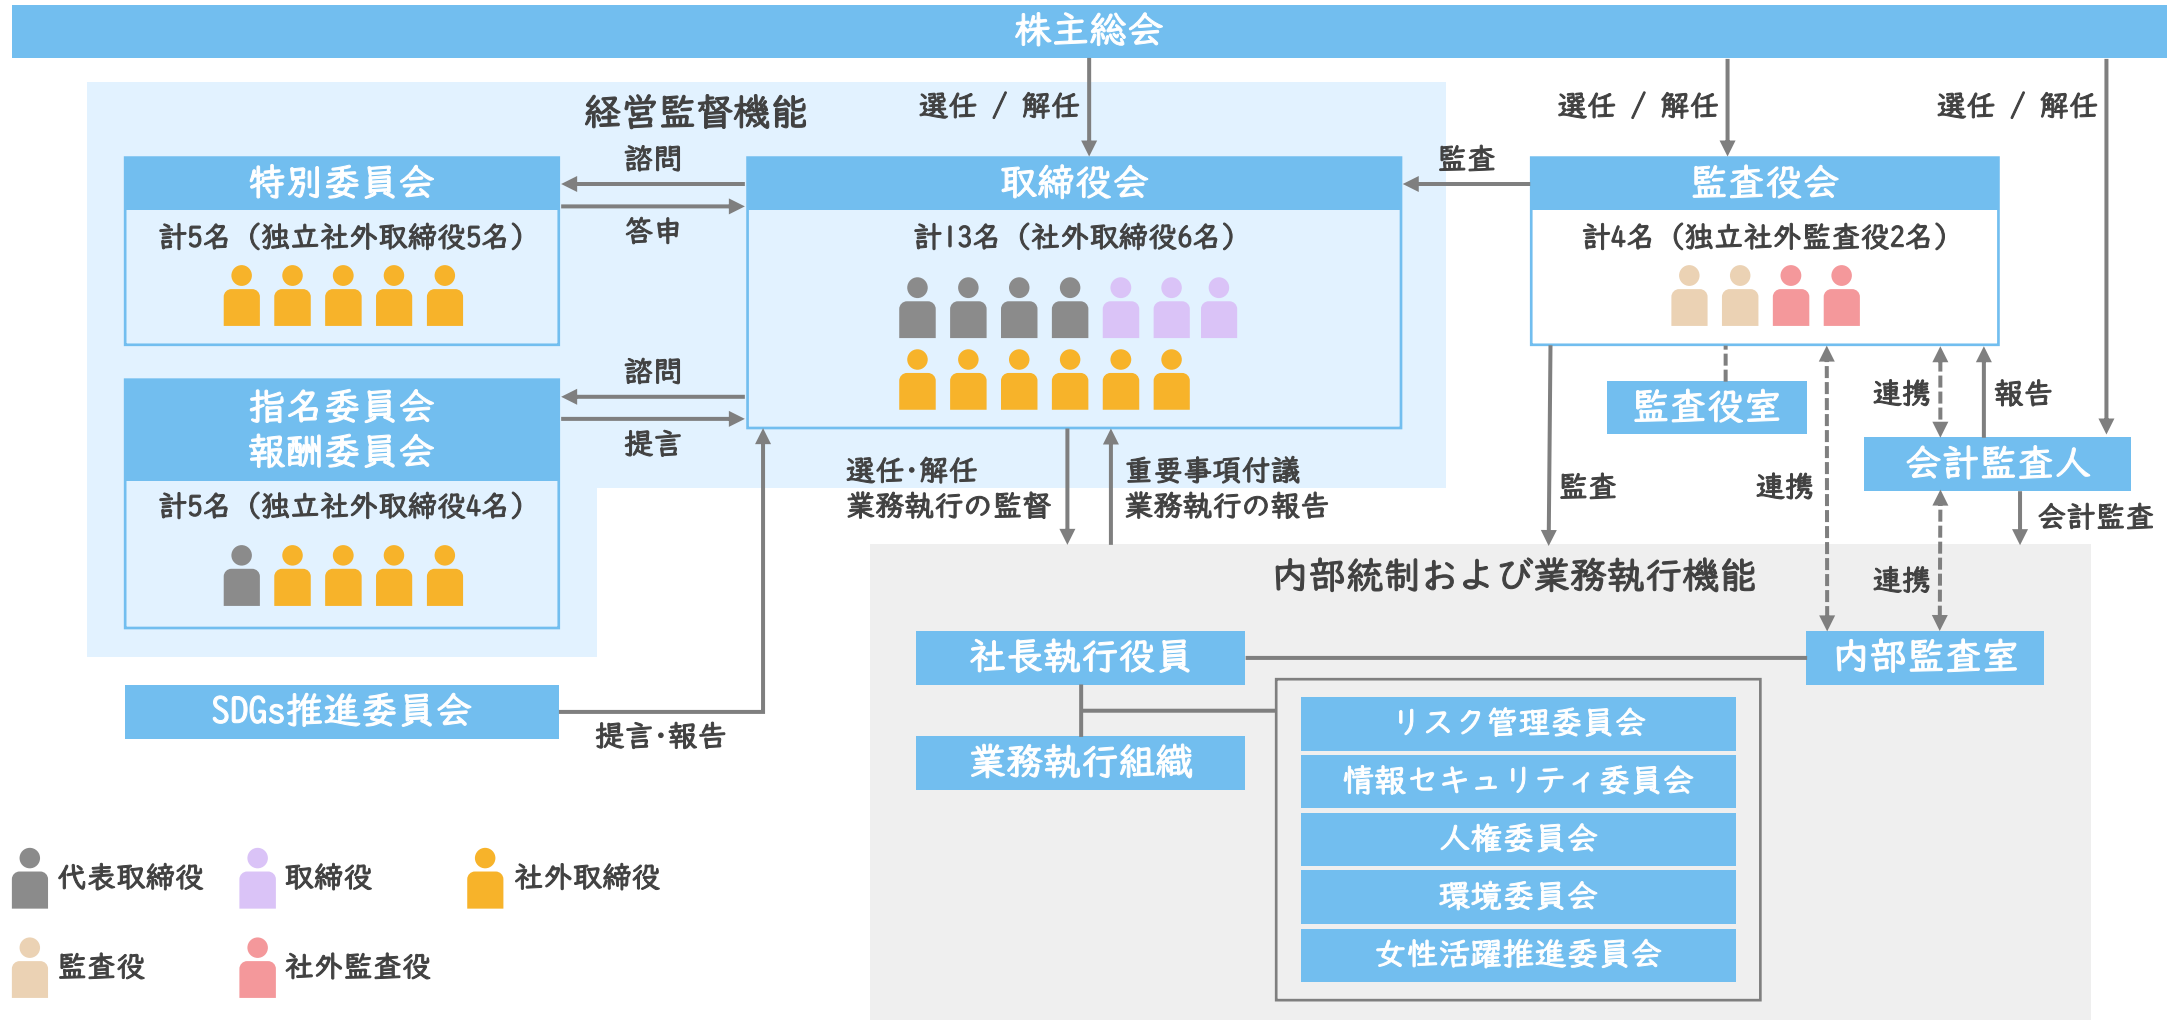 株主総会
経営監督機能
選任 / 解任
選任 / 解任
選任 / 解任
特別委員会
計5名（独立社外取締役5名）
諮問
答申
取締役会
計13名（社外取締役6名）
監査
監査役会
計4名（独立社外監査役2名）
指名委員会
報酬委員会
計5名（独立社外取締役4名）
諮問
提言
監査役室
連携
報告
会計監査人
選任・解任
業務執行の監督
重要事項付議
業務執行の報告
監査
連携
会計監査
連携
内部統制および業務執行機能
社長執行役員
内部監査室
業務執行組織
リスク管理委員会
情報セキュリティ委員会
人権委員会
環境委員会
女性活躍推進委員会
SDGs推進委員会
提言・報告
代表取締役
取締役
社外取締役
監査役
社外監査役